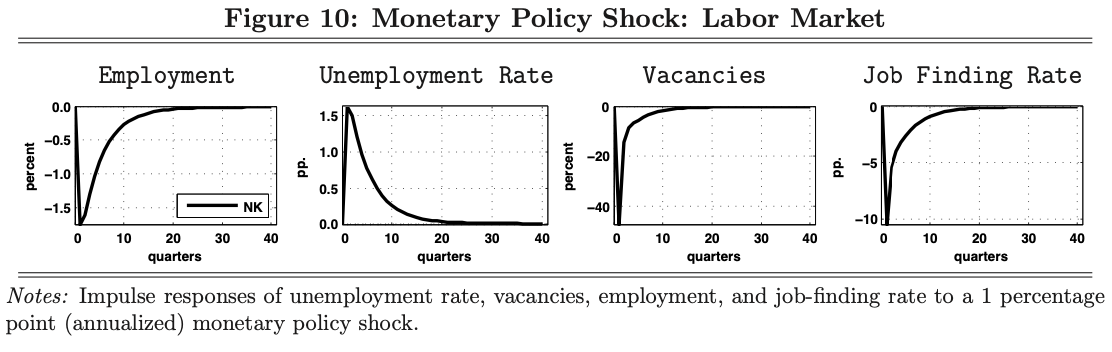 Figure 10: Monetary Policy Shock: Labor Market
Employment
Unemployment Rate
Vacancies
Job Finding Rate
percent
0.0
−0.5
−1.0
−1.5
NK
0 10 20 30 40
quarters
pp.
1.5
1.0
0.5
0.0
0 10 20 30 40
quarters
percent
0
−20
−40
0 10 20 30 40
quarters
pp.
0
−5
−10
0 10 20 30 40
quarters
Notes: Impulse responses of unemployment rate, vacancies, employment, and job-finding rate to a 1 percentage
point (annualized) monetary policy shock.